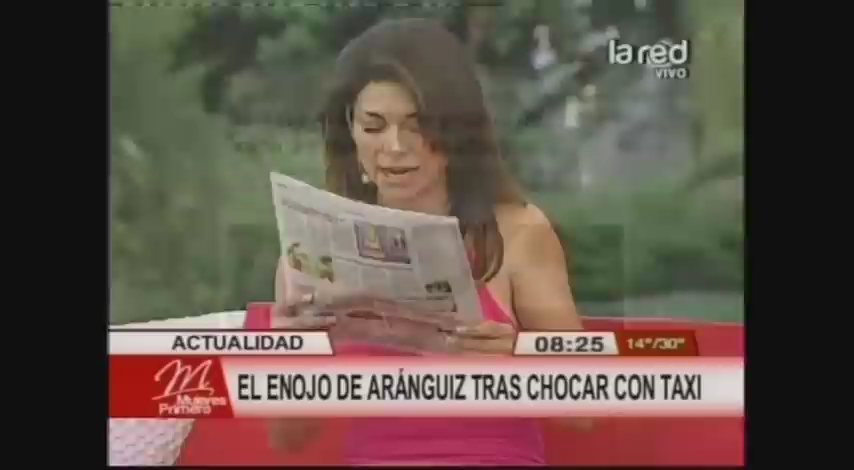 la red
VIVO
ACTUALIDAD
08:25
14°/30°
M
Mujeres
Primero
EL ENOJO DE ARÁNGUIZ TRAS CHOCAR CON TAXI